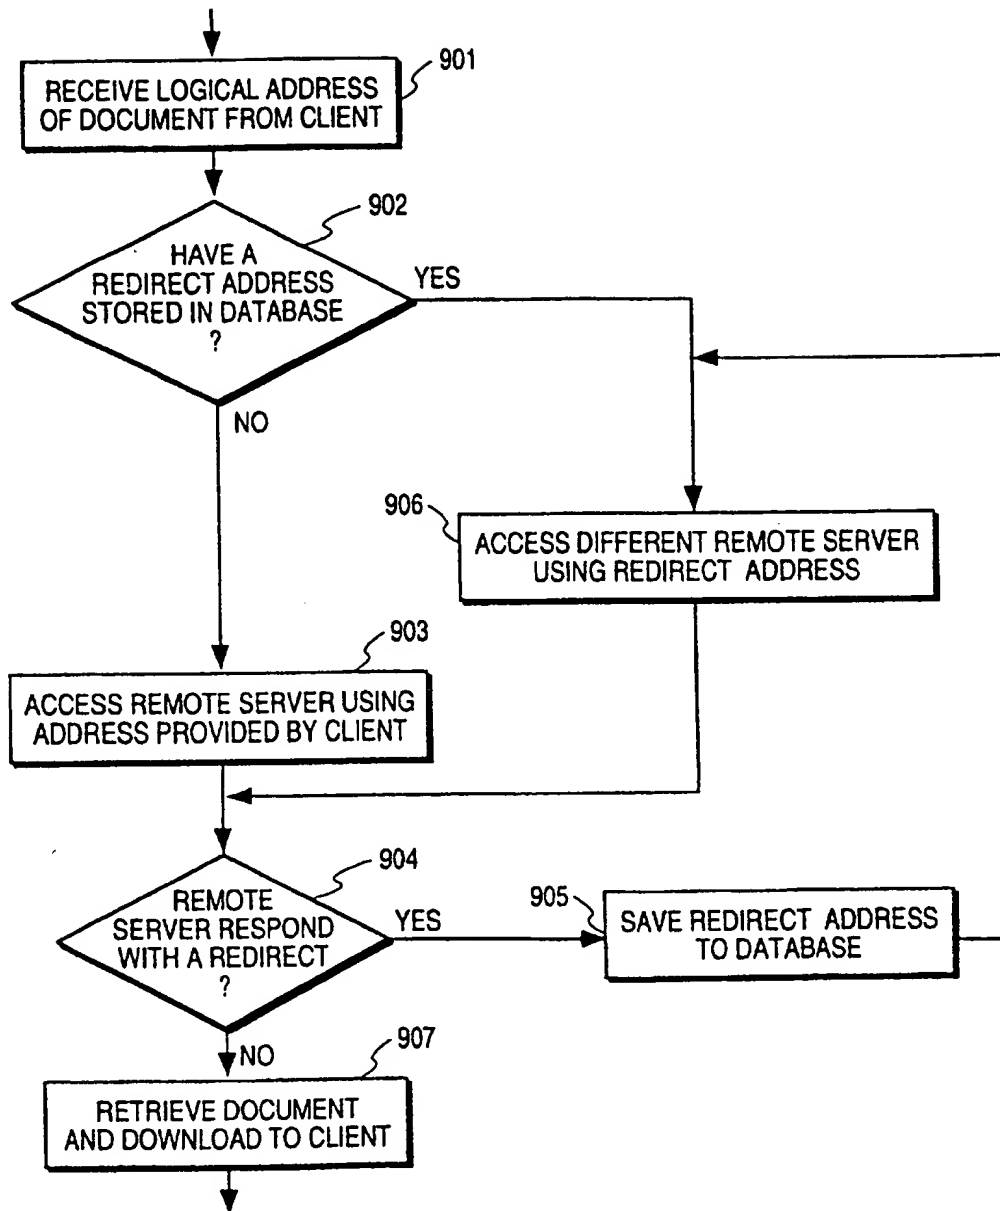 901
RECEIVE LOGICAL ADDRESS
OF DOCUMENT FROM CLIENT
902
HAVE A
REDIRECT ADDRESS
STORED IN DATABASE
?
YES
NO
906
ACCESS DIFFERENT REMOTE SERVER
USING REDIRECT ADDRESS
903
ACCESS REMOTE SERVER USING
ADDRESS PROVIDED BY CLIENT
904
REMOTE
SERVER RESPOND
WITH A REDIRECT
?
YES
905
SAVE REDIRECT ADDRESS
TO DATABASE
NO
907
RETRIEVE DOCUMENT
AND DOWNLOAD TO CLIENT